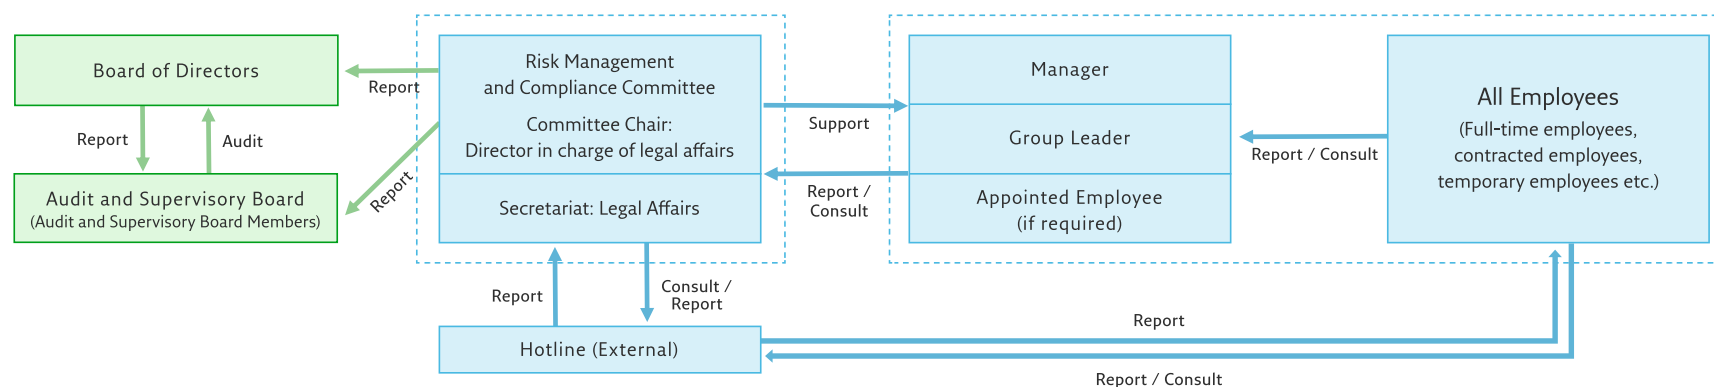 Board of Directors
Report
Audit
Audit and Supervisory Board
(Audit and Supervisory Board Members)
Report
Report
Risk Management
and Compliance Committee
Committee Chair:
Director in charge of legal affairs
Secretariat: Legal Affairs
Support
Report /
Consult
Manager
Group Leader
Appointed Employee
(if required)
Report / Consult
All Employees
(Full-time employees,
contracted employees,
temporary employees etc.)
Report
Consult /
Report
Hotline (External)
Report
Report / Consult